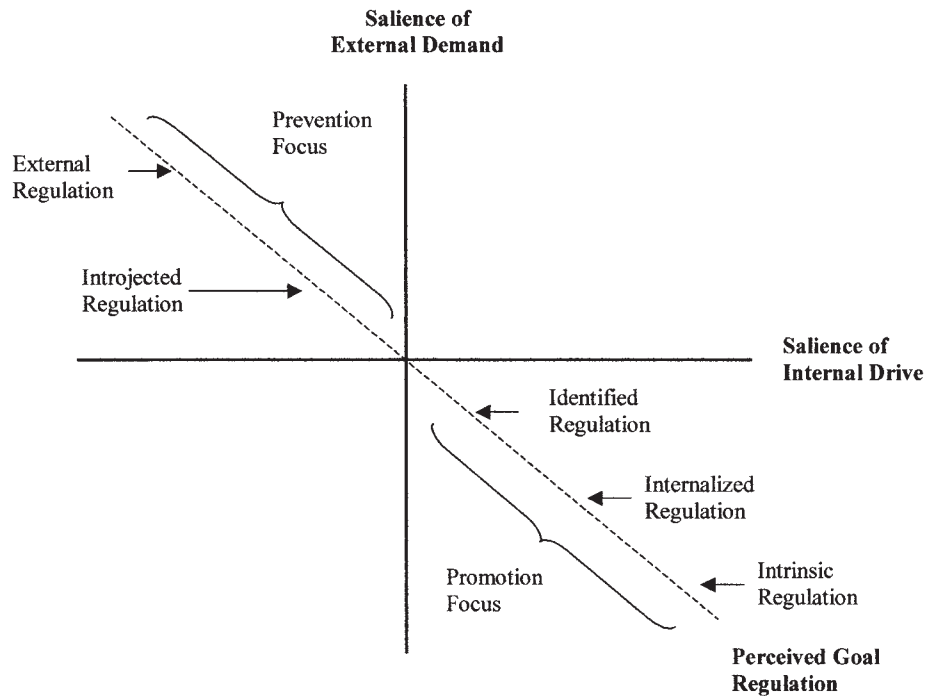 Salience of
External Demand
Prevention
Focus
External
Regulation
Introjected
Regulation
Salience of
Internal Drive
Identified
Regulation
Internalized
Regulation
Promotion
Focus
Intrinsic
Regulation
Perceived Goal
Regulation